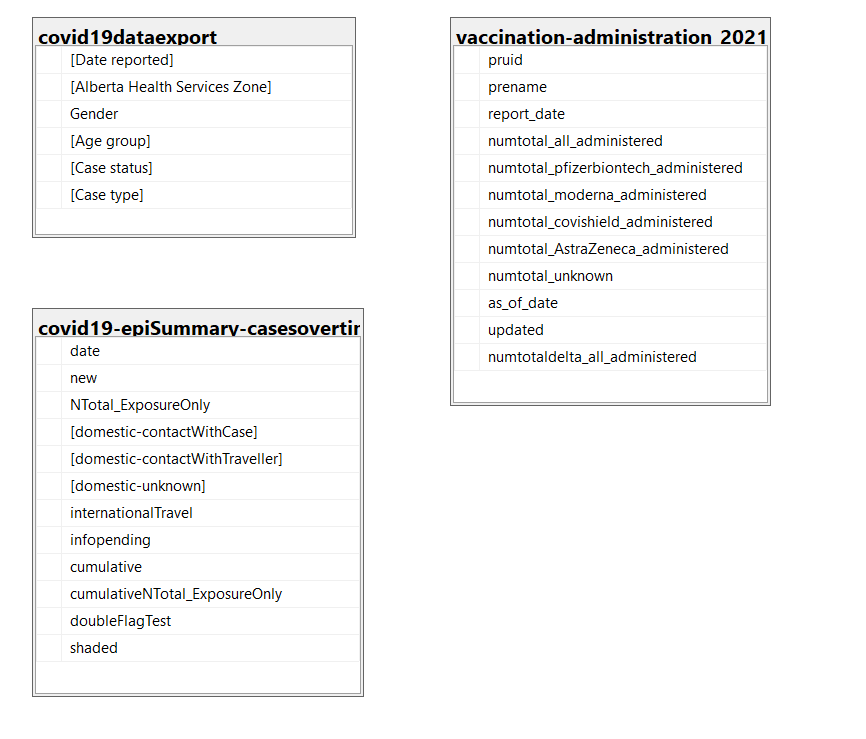 covid19dataexport
[Date reported]
[Alberta Health Services Zone]
Gender
[Age group]
[Case status]
[Case type]
covid19-epiSummary-casesovertir
date
new
NTotal_ExposureOnly
[domestic-contactWithCase]
[domestic-contactWithTraveller]
[domestic-unknown]
internationalTravel
infopending
cumulative
cumulativeNTotal_ExposureOnly
doubleFlagTest
shaded
vaccination-administration_2021
pruid
prename
report_date
numtotal_all_administered
numtotal_pfizerbiontech_administered
numtotal_moderna_administered
numtotal_covishield_administered
numtotal_AstraZeneca_administered
numtotal_unknown
as_of_date
updated
numtotaldelta_all_administered